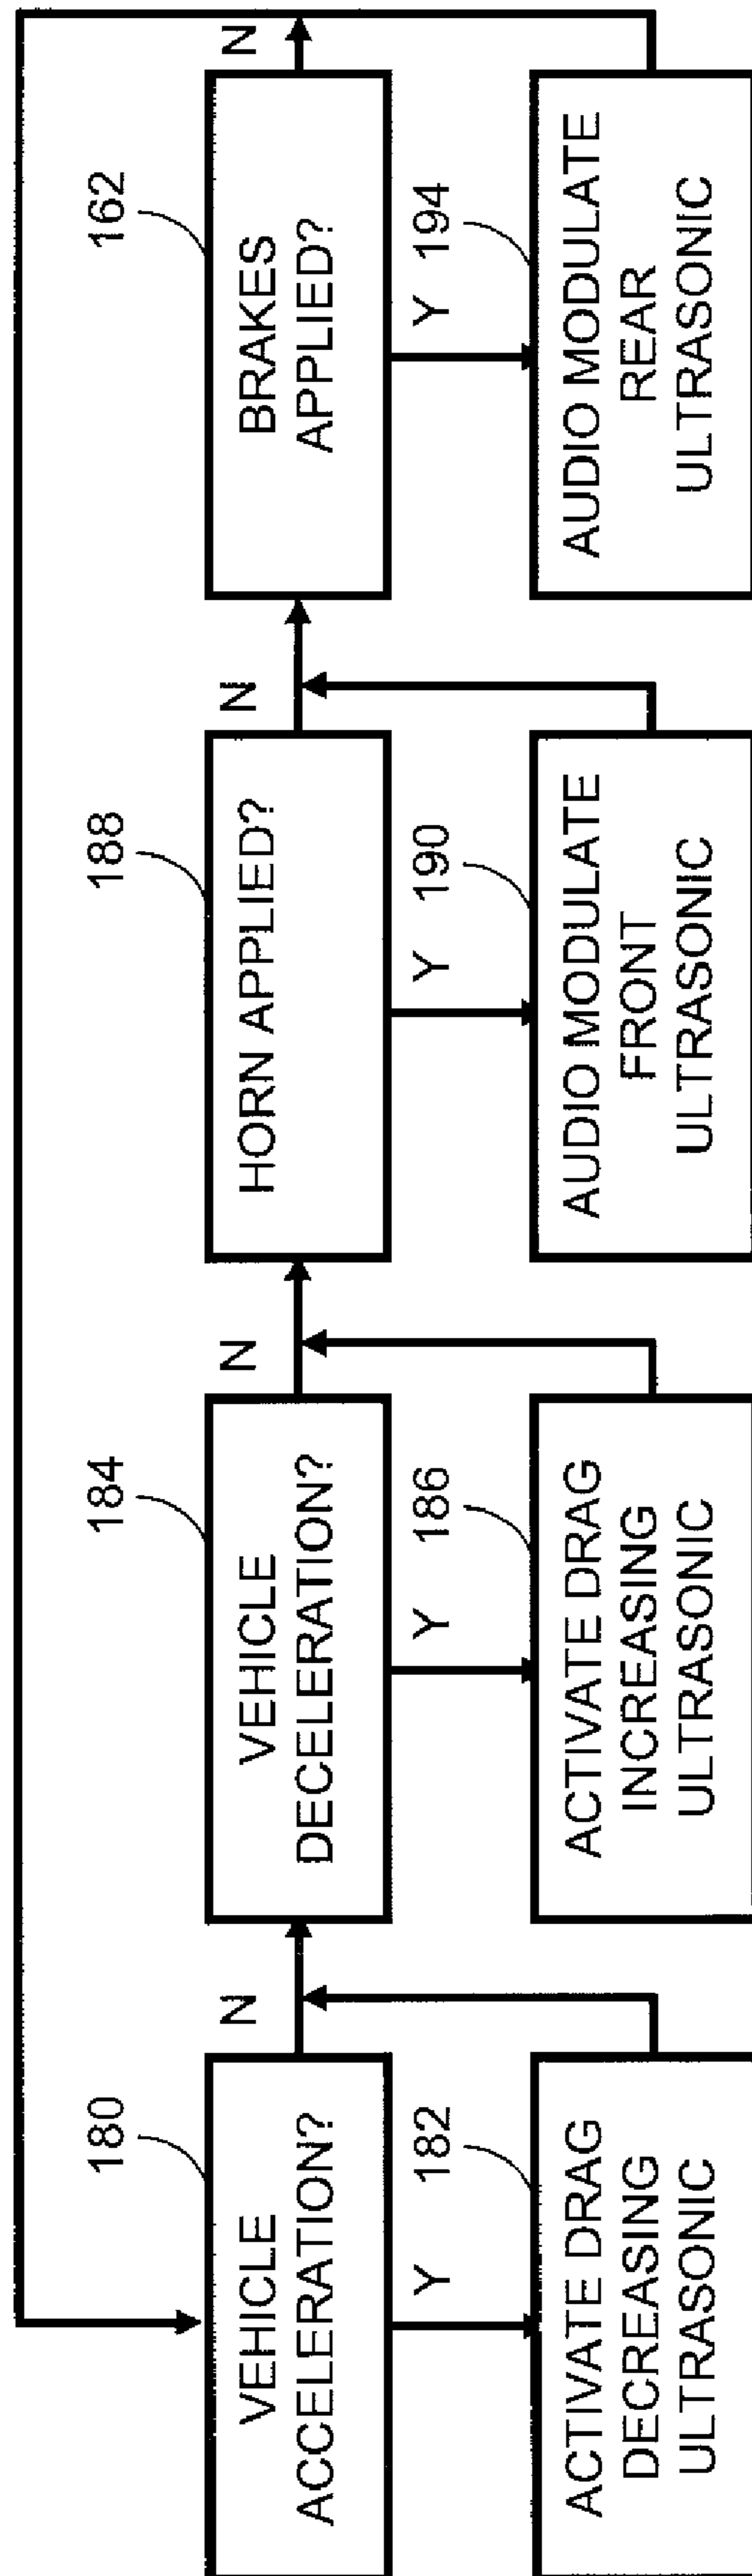 180
VEHICLE
ACCELERATION?
N
Y
182
ACTIVATE DRAG
DECREASING
ULTRASONIC
184
VEHICLE
DECELERATION?
N
Y
186
ACTIVATE DRAG
INCREASING
ULTRASONIC
188
HORN APPLIED?
N
Y
190
AUDIO MODULATE
FRONT
ULTRASONIC
162
BRAKES
APPLIED?
N
Y
194
AUDIO MODULATE
REAR
ULTRASONIC